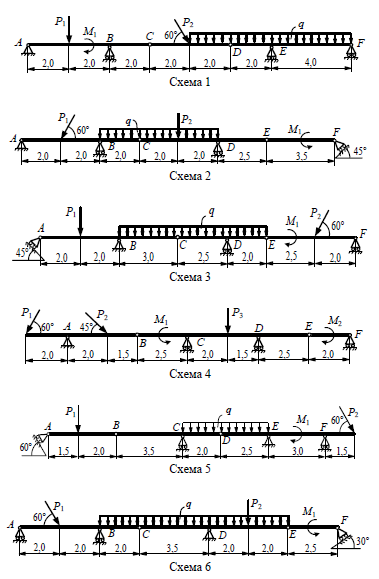 P1 M1 P2 q
A B C 60° D E F
2,0 2,0 2,0 2,0 2,0 2,0 4,0
Схема 1
P1 q P2
A 60° B C D E M1 F 45°
2,0 2,0 2,0 2,0 2,0 2,5 3,5
Схема 2
P1 q M1 P2
A 45° B C D E 60° F
2,0 2,0 3,0 2,5 2,0 2,5 2,0
Схема 3
P1 P2 M1 P3 M2
60° A 45° B C D E F
2,0 2,0 1,5 2,5 2,0 1,5 2,5 2,0
Схема 4
P1 q P2
A 60° B C D E M1 F 60°
1,5 2,0 3,5 2,0 2,5 3,0 1,5
Схема 5
P1 q P2
A 60° B C D E M1 F 30°
2,0 2,0 2,0 3,5 2,0 2,0 2,5
Схема 6